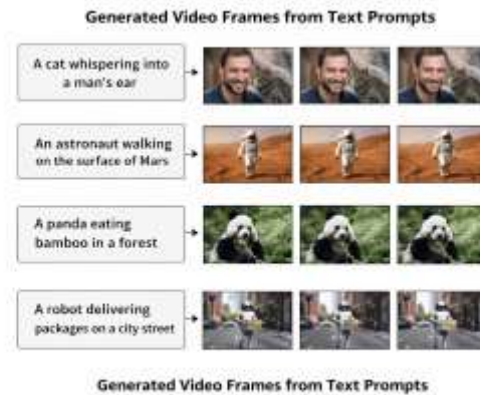 Generated Video Frames from Text Prompts
A cat whispering into
a man's ear
An astronaut walking
on the surface of Mars
A panda eating
bamboo in a forest
A robot delivering
packages on a city street
Generated Video Frames from Text Prompts